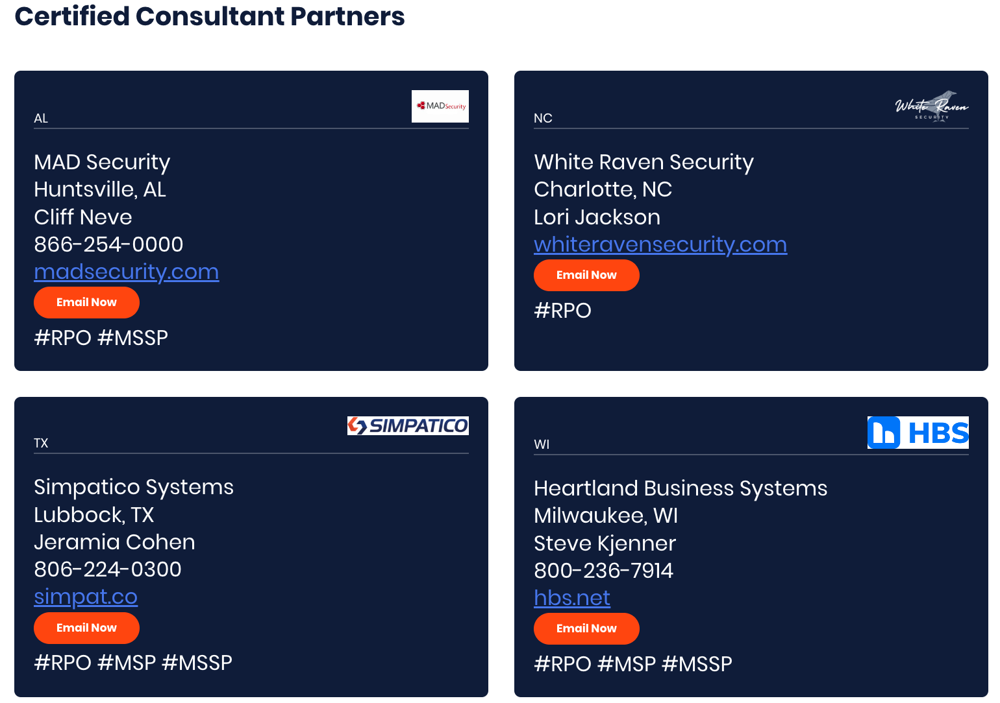 Certified Consultant Partners
AL
MAD Security
MAD Security
Huntsville, AL
Cliff Neve
866-254-0000
madsecurity.com
Email Now
#RPO #MSSP
NC
White Raven
SECURITY
White Raven Security
Charlotte, NC
Lori Jackson
whiteravensecurity.com
Email Now
#RPO
TX
SIMPATICO
Simpatico Systems
Lubbock, TX
Jeramia Cohen
806-224-0300
simpat.co
Email Now
#RPO #MSP #MSSP
WI
HBS
Heartland Business Systems
Milwaukee, WI
Steve Kjenner
800-236-7914
hbs.net
Email Now
#RPO #MSP #MSSP